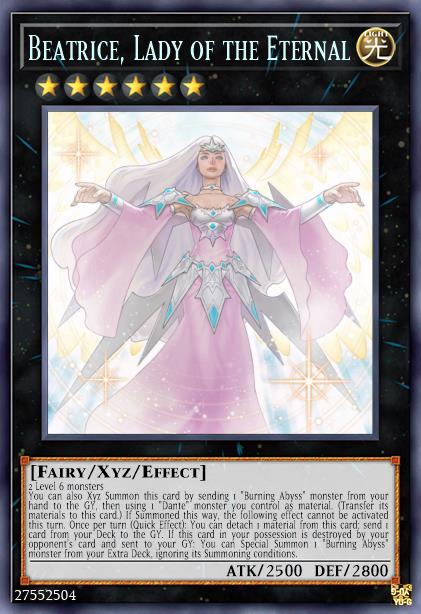 Beatrice, Lady of the Eternal
LIGHT
光
[Fairy/Xyz/Effect]
2 Level 6 monsters
You can also Xyz Summon this card by sending 1 "Burning Abyss" monster from your
hand to the GY, then using 1 "Dante" monster you control as material. (Transfer its
materials to this card.) If Summoned this way, the following effect cannot be activated
this turn. Once per turn (Quick Effect): You can detach 1 material from this card; send 1
card from your Deck to the GY. If this card in your possession is destroyed by your
opponent's card and sent to your GY: You can Special Summon 1 "Burning Abyss"
monster from your Extra Deck, ignoring its Summoning conditions.
ATK/2500 DEF/2800
27552504